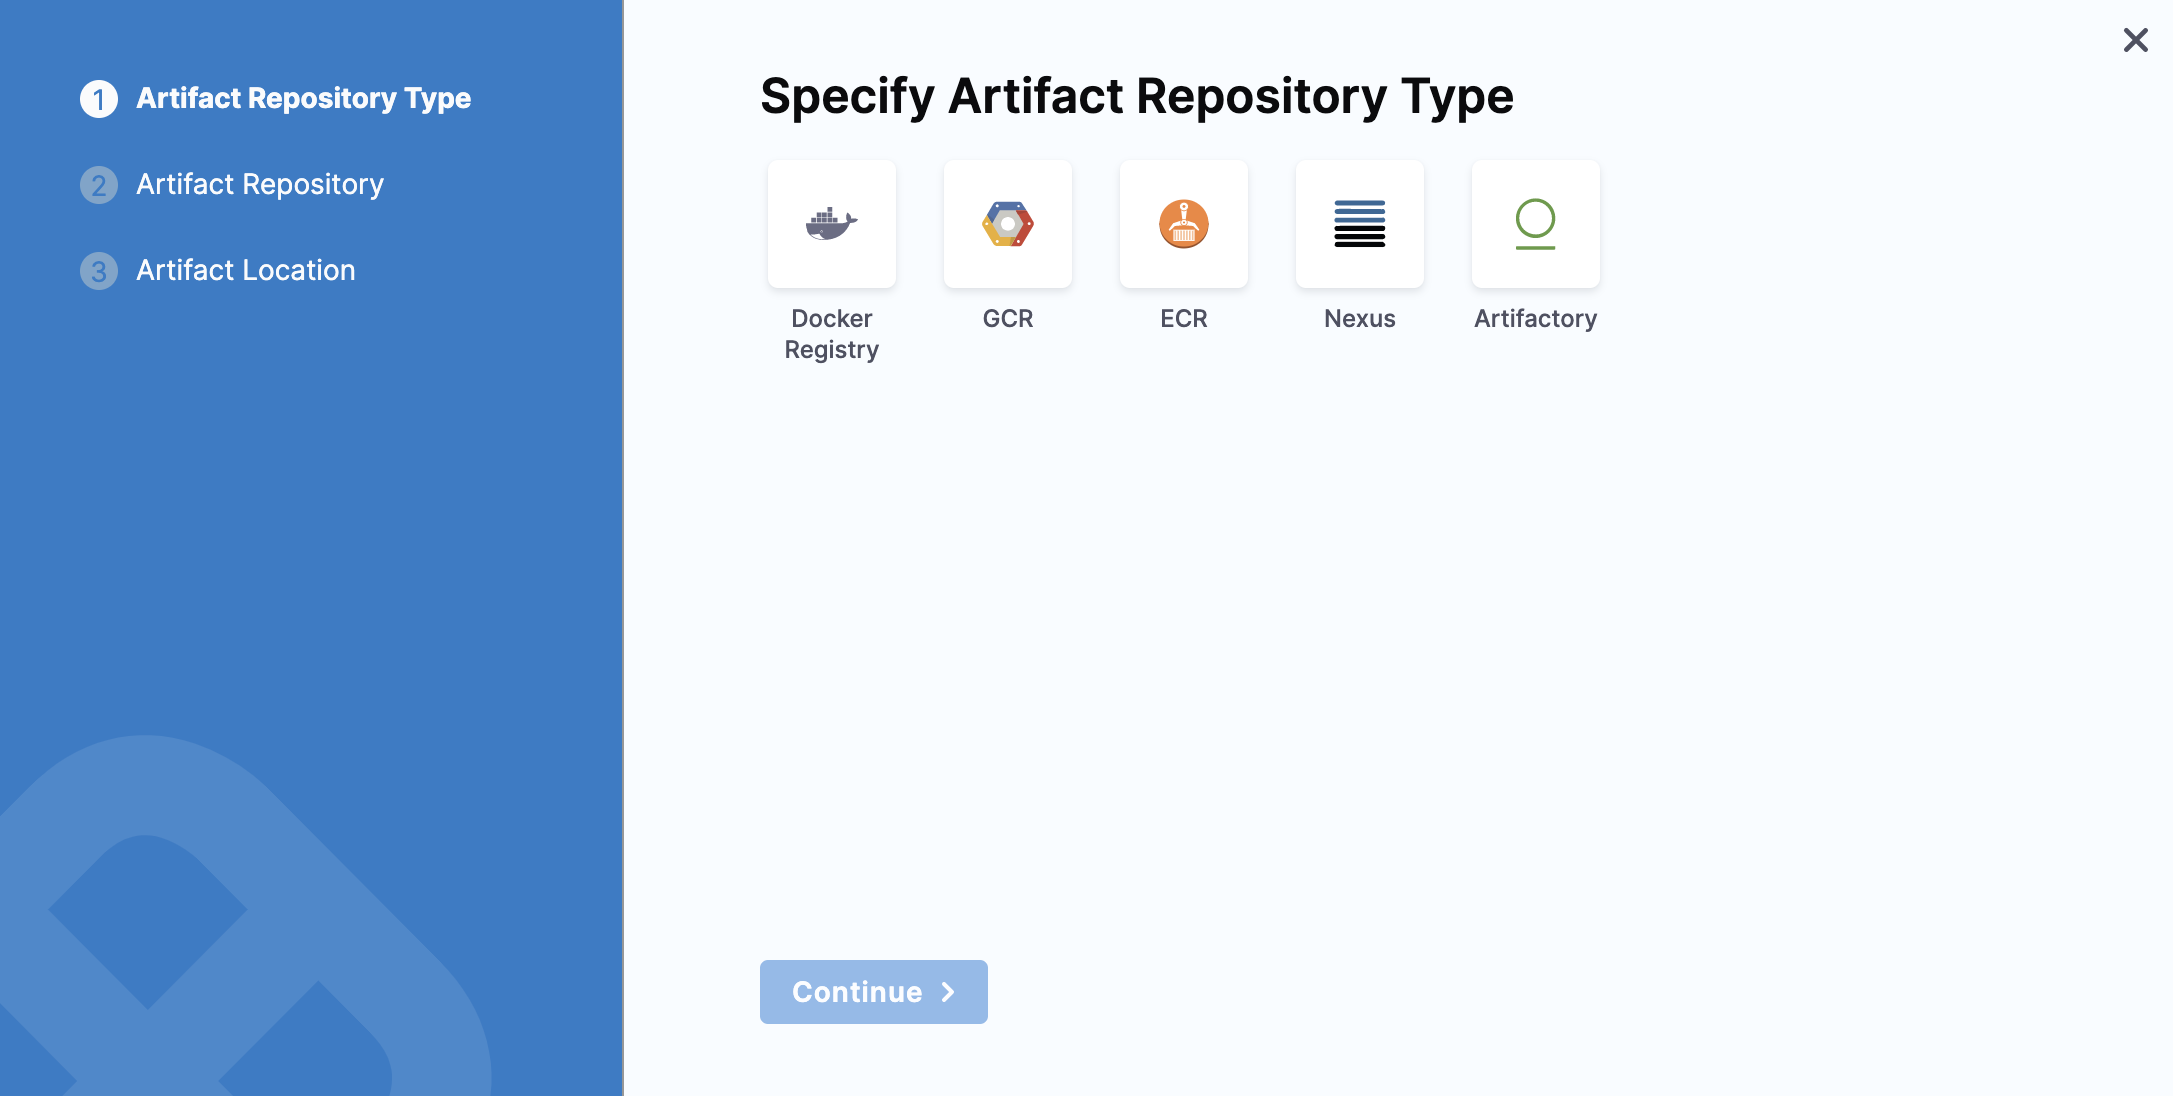 1 Artifact Repository Type
2 Artifact Repository
3 Artifact Location
Specify Artifact Repository Type
Docker Registry
GCR
ECR
Nexus
Artifactory
Continue